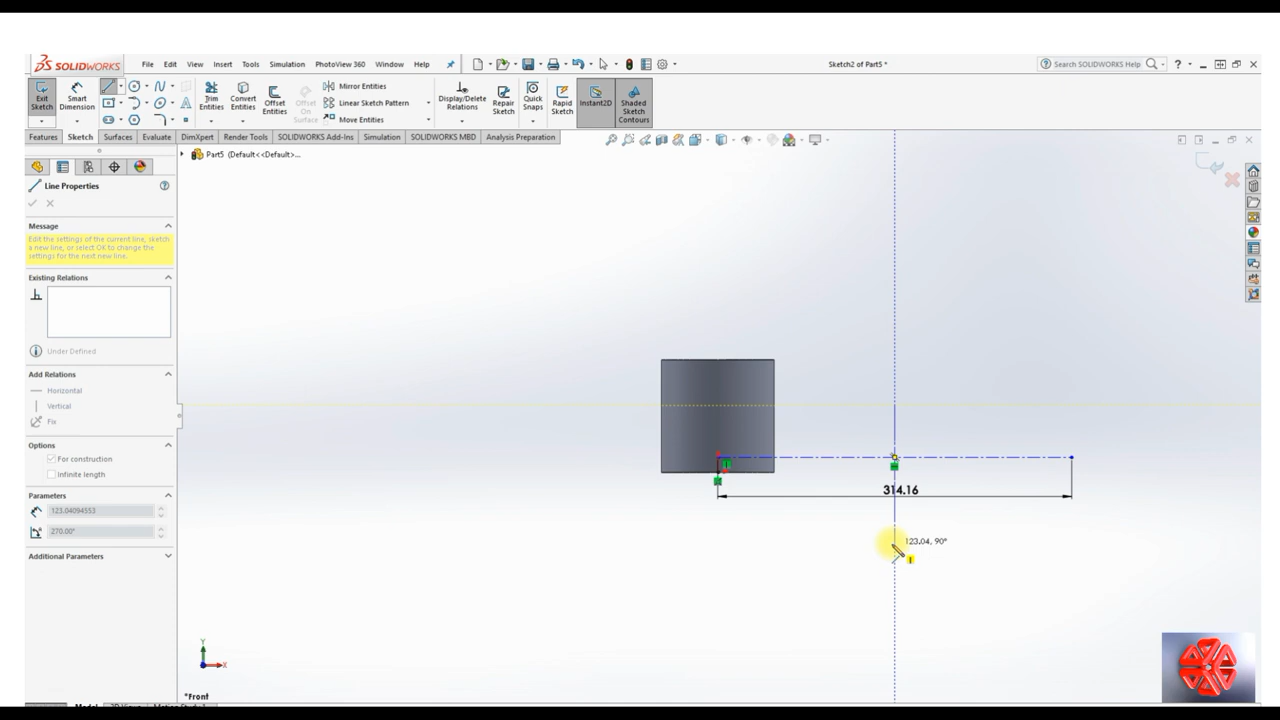 SOLIDWORKS File Edit View Insert Tools Simulation PhotoView 360 Window Help Sketch2 of Part5 * Search SOLIDWORKS Help
Exit Sketch
Smart Dimension
Trim Entities
Convert Entities
Offset Entities
Offset On Surface
Mirror Entities
Linear Sketch Pattern
Move Entities
Display/Delete Relations
Repair Sketch
Quick Snaps
Rapid Sketch
Instant2D
Shaded Sketch Contours
Features Sketch Surfaces Evaluate DimXpert Render Tools SOLIDWORKS Add-Ins Simulation SOLIDWORKS MBD Analysis Preparation
Part5 (Default<<Default>...
Line Properties
Message
Edit the settings of the current line, sketch
a new line, or select OK to change the
settings for the next new line.
Existing Relations
Under Defined
Add Relations
Horizontal
Vertical
Fix
Options
For construction
Infinite length
Parameters
123.04094553
270.00°
Additional Parameters
314.16
123.04, 90°
Y
X
*Front